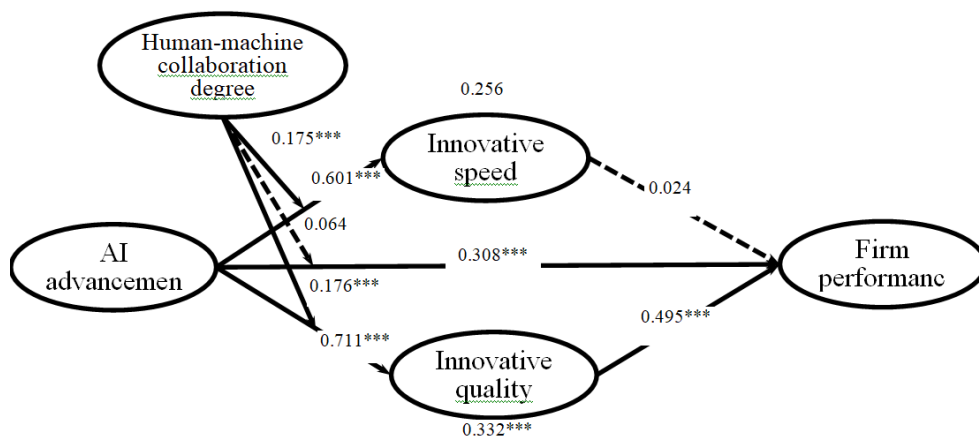 Human-machine
collaboration
degree
0.256
0.175***
Innovative
speed
0.601***
0.024
0.064
AI
advancemen
0.308***
Firm
performanc
0.176***
0.495***
0.711***
Innovative
quality
0.332***